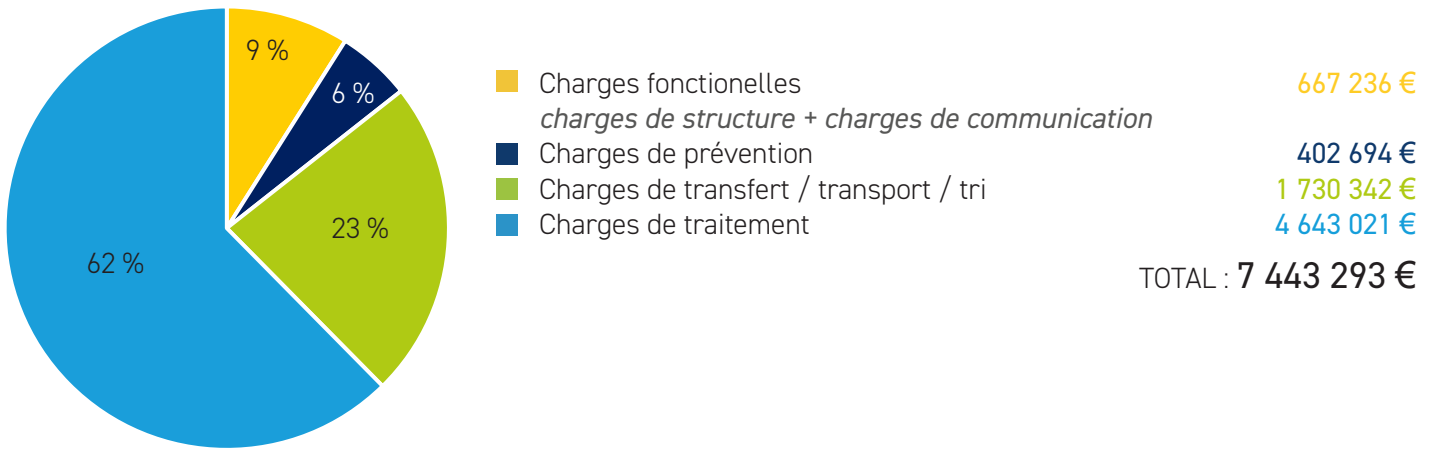 9 %
6 %
23 %
62 %
Charges fonctionelles 667 236 €
charges de structure + charges de communication
Charges de prévention 402 694 €
Charges de transfert / transport / tri 1 730 342 €
Charges de traitement 4 643 021 €
TOTAL : 7 443 293 €